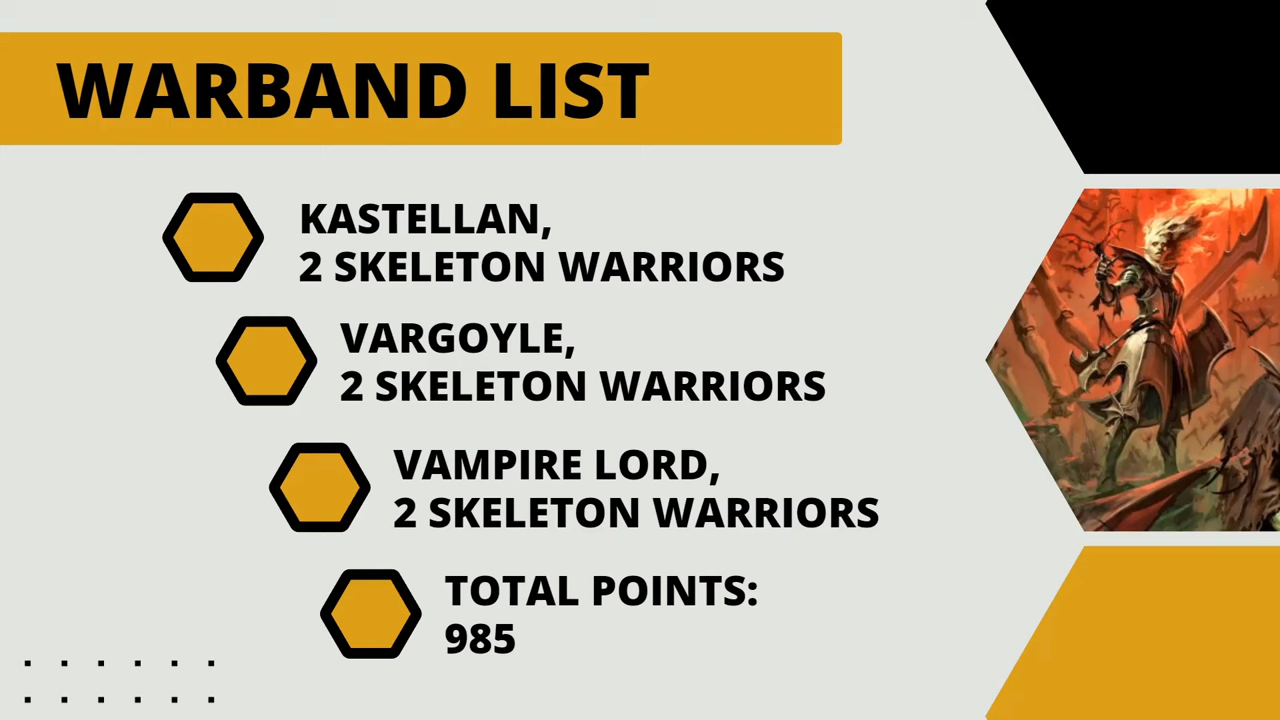 WARBAND LIST
KASTELLAN,
2 SKELETON WARRIORS
VARGOYLE,
2 SKELETON WARRIORS
VAMPIRE LORD,
2 SKELETON WARRIORS
TOTAL POINTS:
985